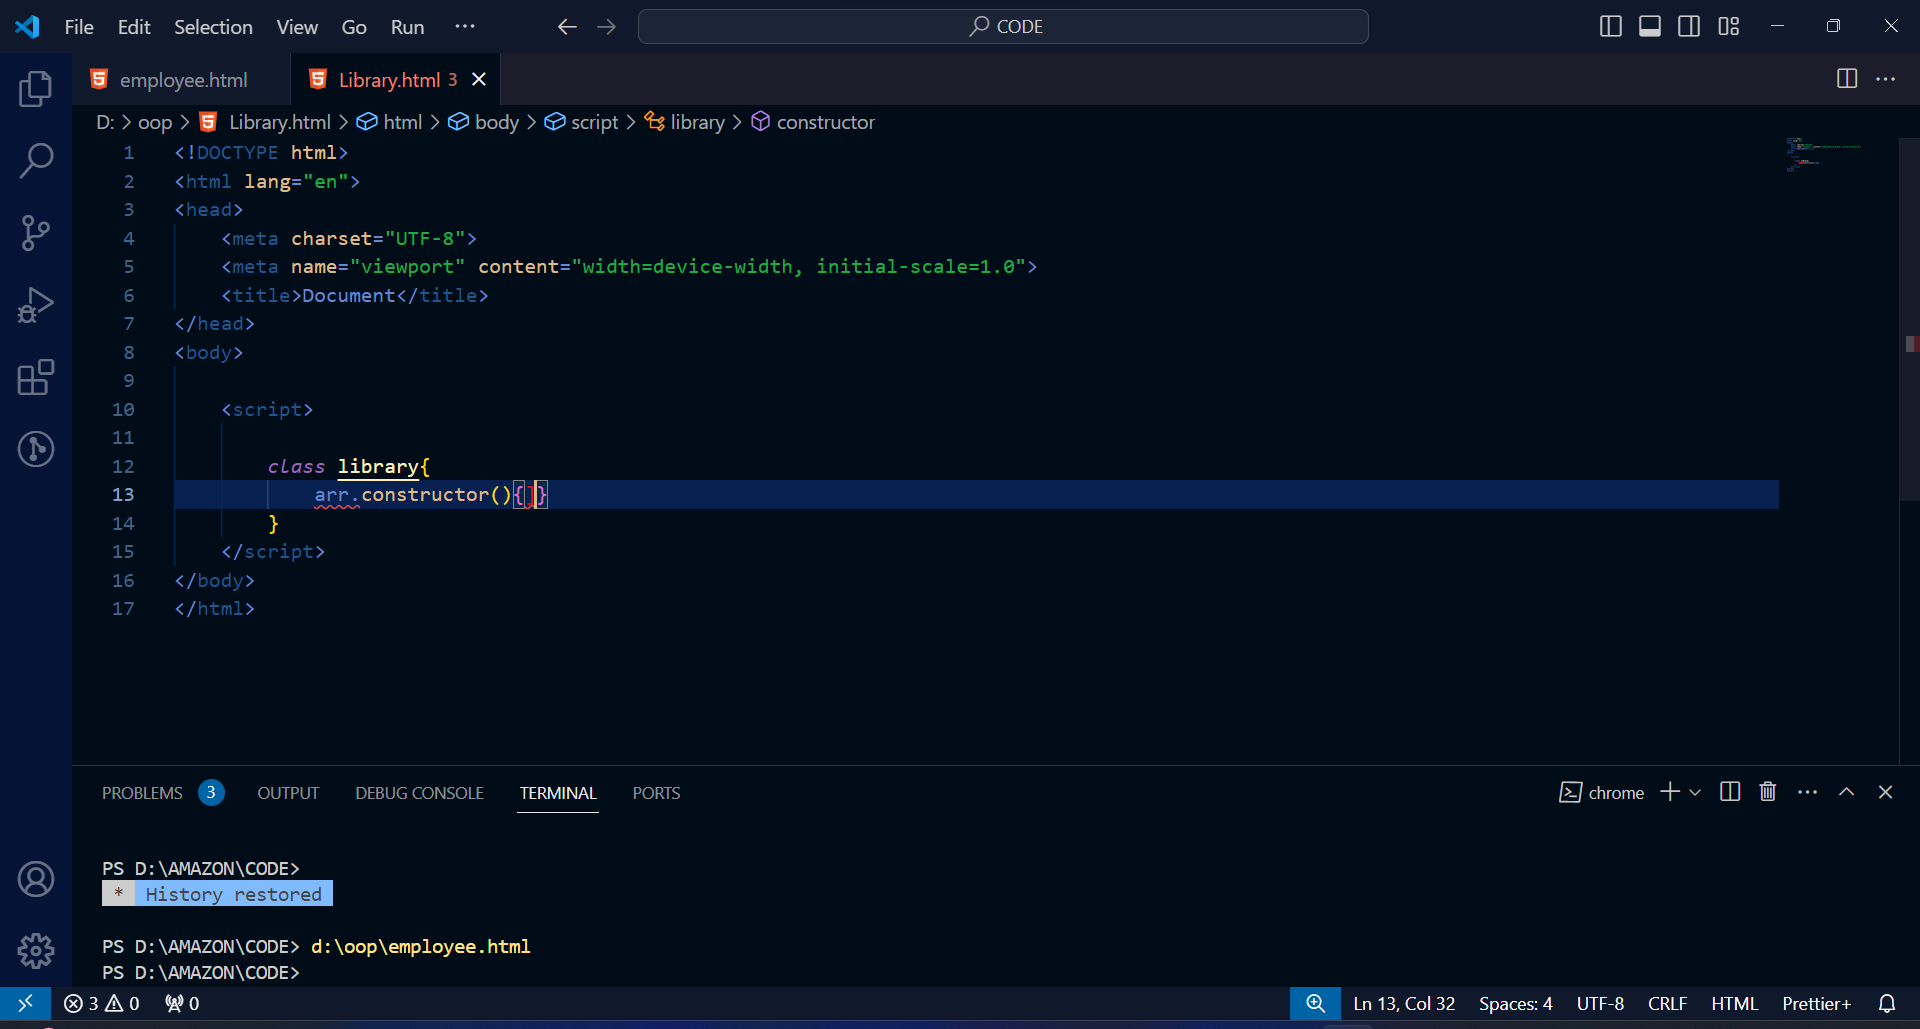 File Edit Selection View Go Run ··· ← → CODE
employee.html Library.html 3 ×
D: > oop > Library.html > html > body > script > library > constructor
1 <!DOCTYPE html>
2 <html lang="en">
3 <head>
4 <meta charset="UTF-8">
5 <meta name="viewport" content="width=device-width, initial-scale=1.0">
6 <title>Document</title>
7 </head>
8 <body>
9
10 <script>
11
12 class library{
13 arr.constructor(){]}
14 }
15 </script>
16 </body>
17 </html>
PROBLEMS 3 OUTPUT DEBUG CONSOLE TERMINAL PORTS chrome
PS D:\AMAZON\CODE>
* History restored
PS D:\AMAZON\CODE> d:\oop\employee.html
PS D:\AMAZON\CODE>
3 0 0 Ln 13, Col 32 Spaces: 4 UTF-8 CRLF HTML Prettier+